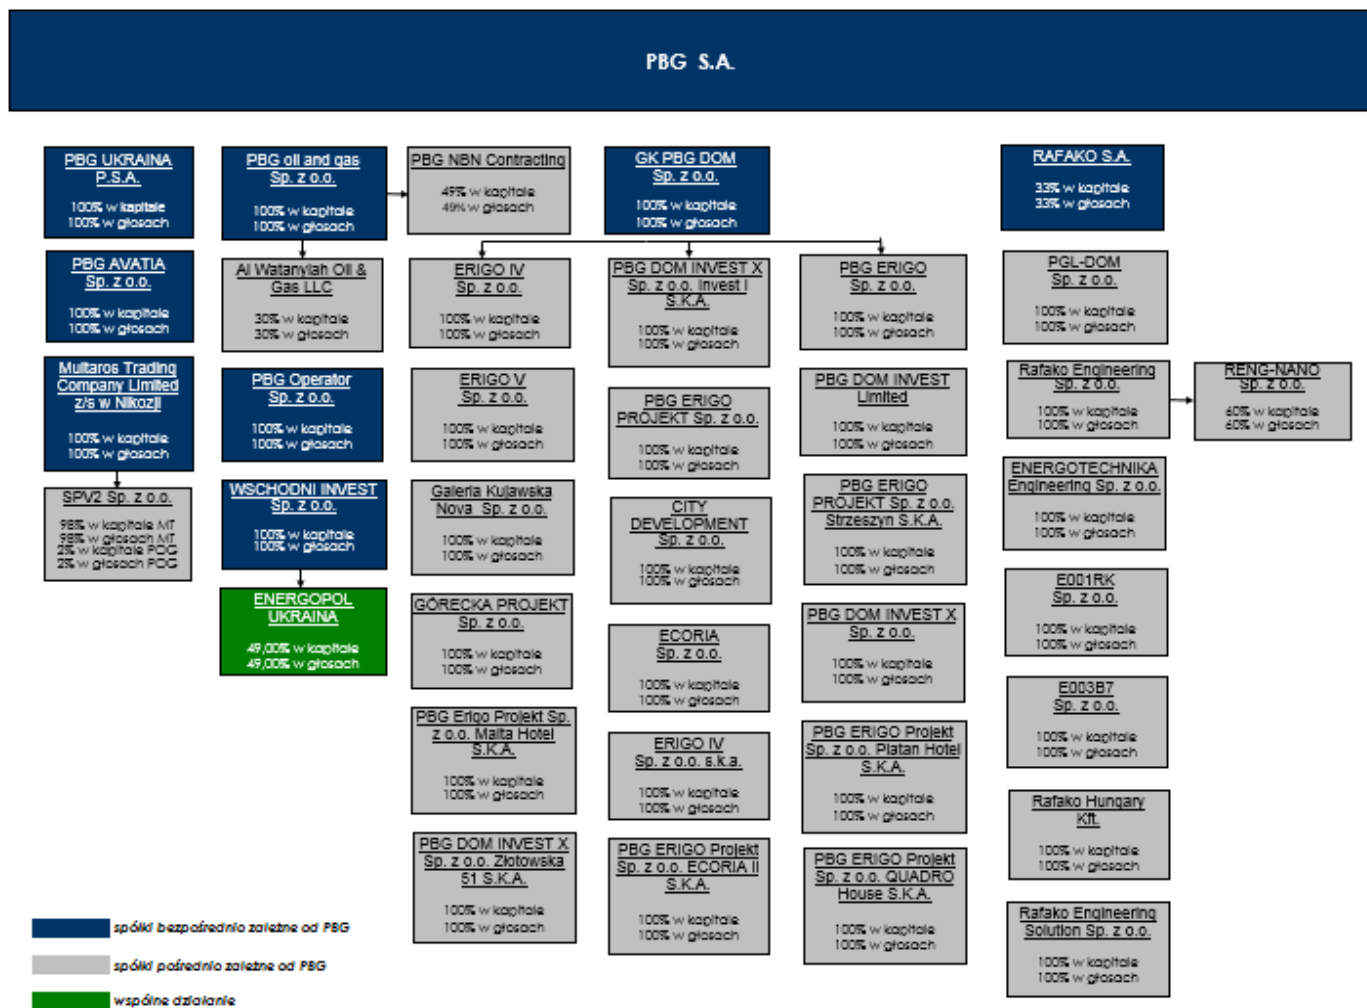 PBG S.A.
PBG UKRAINA
P.S.A.
100% w kapitale
100% w głosach
PBG AVATIA
Sp. z o.o.
100% w kapitale
100% w głosach
Multaros Trading
Company Limited
z/s w Nikozji
100% w kapitale
100% w głosach
SPV2 Sp. z o.o.
98% w kapitale MT
98% w głosach MT
2% w kapitale POG
2% w głosach POG
PBG oil and gas
Sp. z o.o.
100% w kapitale
100% w głosach
Al Watanyiah Oil &
Gas LLC
30% w kapitale
30% w głosach
PBG Operator
Sp. z o.o.
100% w kapitale
100% w głosach
WSCHODNI INVEST
Sp. z o.o.
100% w kapitale
100% w głosach
ENERGOPOL
UKRAINA
49,00% w kapitale
49,00% w głosach
PBG NBN Contracting
49% w kapitale
49% w głosach
GK PBG DOM
Sp. z o.o.
100% w kapitale
100% w głosach
ERIGO IV
Sp. z o.o.
100% w kapitale
100% w głosach
ERIGO V
Sp. z o.o.
100% w kapitale
100% w głosach
Galeria Kujawska
Nova Sp. z o.o.
100% w kapitale
100% w głosach
GÓRECKA PROJEKT
Sp. z o.o.
100% w kapitale
100% w głosach
PBG Erigo Projekt Sp.
z o.o. Malta Hotel
S.K.A.
100% w kapitale
100% w głosach
PBG DOM INVEST X
Sp. z o.o. Złotowska
51 S.K.A.
100% w kapitale
100% w głosach
PBG DOM INVEST X
Sp. z o.o. Invest I
S.K.A.
100% w kapitale
100% w głosach
PBG ERIGO
PROJEKT Sp. z o.o.
100% w kapitale
100% w głosach
CITY
DEVELOPMENT
Sp. z o.o.
100% w kapitale
100% w głosach
ECORIA
Sp. z o.o.
100% w kapitale
100% w głosach
ERIGO IV
Sp. z o.o. s.k.a.
100% w kapitale
100% w głosach
PBG ERIGO Projekt
Sp. z o.o. ECORIA II
S.K.A.
100% w kapitale
100% w głosach
PBG ERIGO
Sp. z o.o.
100% w kapitale
100% w głosach
PBG DOM INVEST
Limited
100% w kapitale
100% w głosach
PBG ERIGO
PROJEKT Sp. z o.o.
Strzeszyn S.K.A.
100% w kapitale
100% w głosach
PBG DOM INVEST X
Sp. z o.o.
100% w kapitale
100% w głosach
PBG ERIGO Projekt
Sp. z o.o. Platan Hotel
S.K.A.
100% w kapitale
100% w głosach
PBG ERIGO Projekt
Sp. z o.o. QUADRO
House S.K.A.
100% w kapitale
100% w głosach
RAFAKO S.A.
33% w kapitale
33% w głosach
PGL-DOM
Sp. z o.o.
100% w kapitale
100% w głosach
Rafako Engineering
Sp. z o.o.
100% w kapitale
100% w głosach
RENG-NANO
Sp. z o.o.
60% w kapitale
60% w głosach
ENERGOTECHNIKA
Engineering Sp. z o.o.
100% w kapitale
100% w głosach
E001RK
Sp. z o.o.
100% w kapitale
100% w głosach
E003B7
Sp. z o.o.
100% w kapitale
100% w głosach
Rafako Hungary
Kft.
100% w kapitale
100% w głosach
Rafako Engineering
Solution Sp. z o.o.
100% w kapitale
100% w głosach
spółki bezpośrednio zależne od PBG
spółki pośrednio zależne od PBG
wspólne działanie